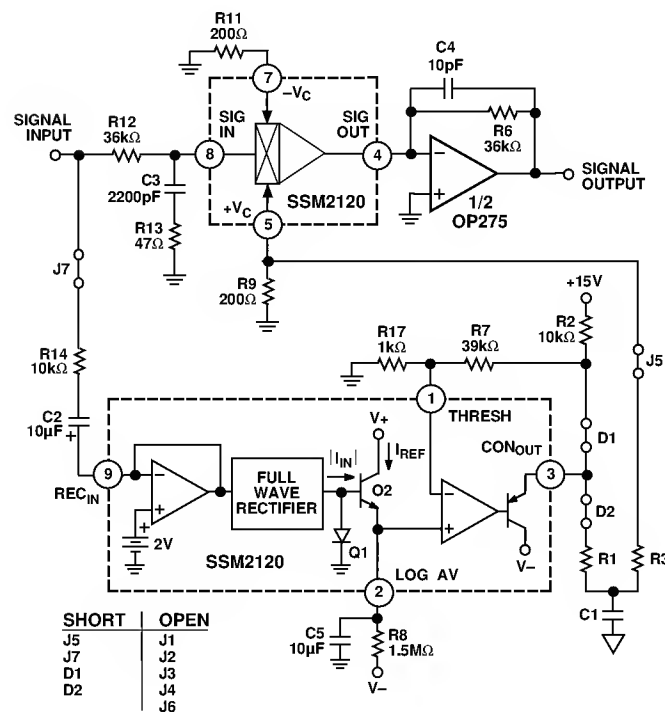 R11
200Ω
7
–VC
C4
10pF
SIGNAL
INPUT
R12
36kΩ
SIG
IN
8
SIG
OUT
4
R6
36kΩ
–
+
1/2
OP275
SIGNAL
OUTPUT
C3
2200pF
+VC
SSM2120
5
R13
47Ω
J7
R9
200Ω
+15V
R17
1kΩ
R7
39kΩ
R2
10kΩ
J5
R14
10kΩ
C2
10µF
+
1
THRESH
V+
IREF
|IIN|
D1
CONOUT
3
9
RECIN
–
+
2V
FULL
WAVE
RECTIFIER
O2
Q1
–
+
V–
D2
SSM2120
LOG AV
2
R1
R3
C1
C5
10µF
R8
1.5MΩ
V–
SHORT OPEN
J5 J1
J7 J2
D1 J3
D2 J4
J6